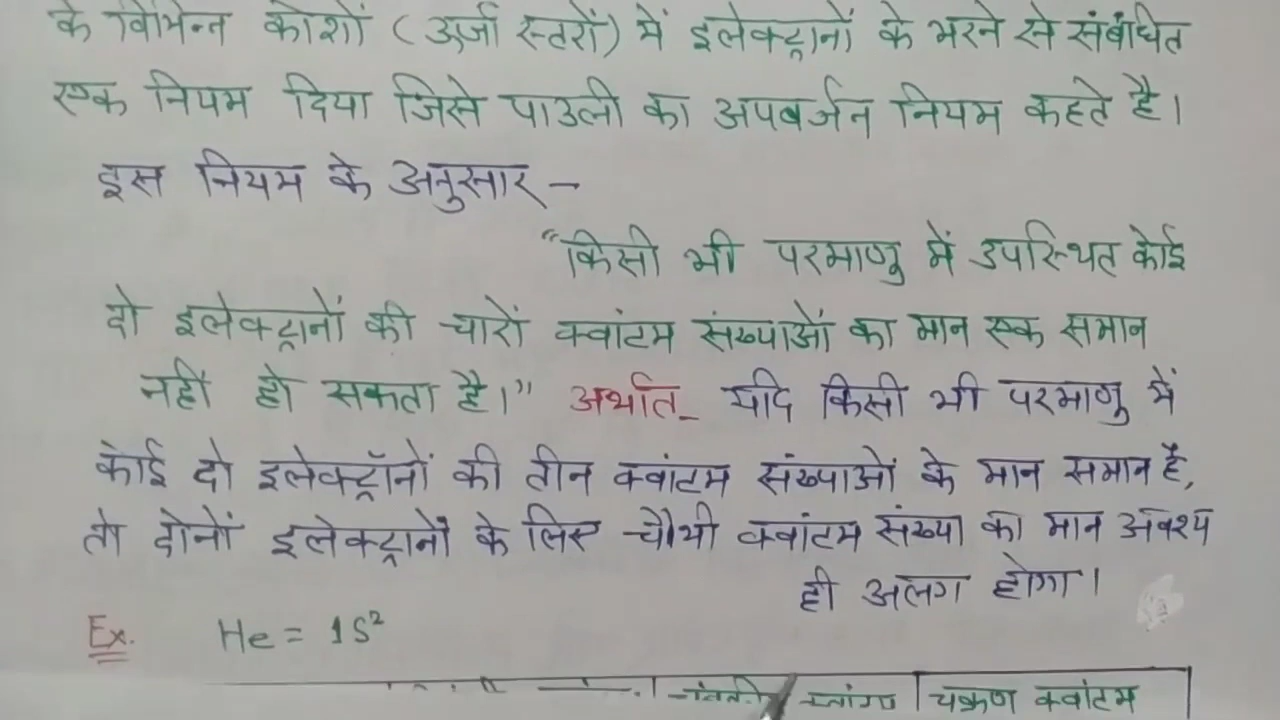 के विभिन्न कोशों (ऊर्जा स्तरों) में इलेक्ट्रानों के भरने से संबंधित
एक नियम दिया जिसे पाउली का अपवर्जन नियम कहते है।
इस नियम के अनुसार –
“किसी भी परमाणु में उपस्थित कोई
दो इलेक्ट्रानों की चारों क्वांटम संख्याओं का मान एक समान
नहीं हो सकता है।” अर्थात- यदि किसी भी परमाणु में
कोई दो इलेक्ट्रॉनों की तीन क्वांटम संख्याओं के मान समान है,
तो दोनों इलेक्ट्रानों के लिए चौथी क्वांटम संख्या का मान अवश्य
ही अलग होगा।
Ex. He = 1S²
चक्रण क्वांटम